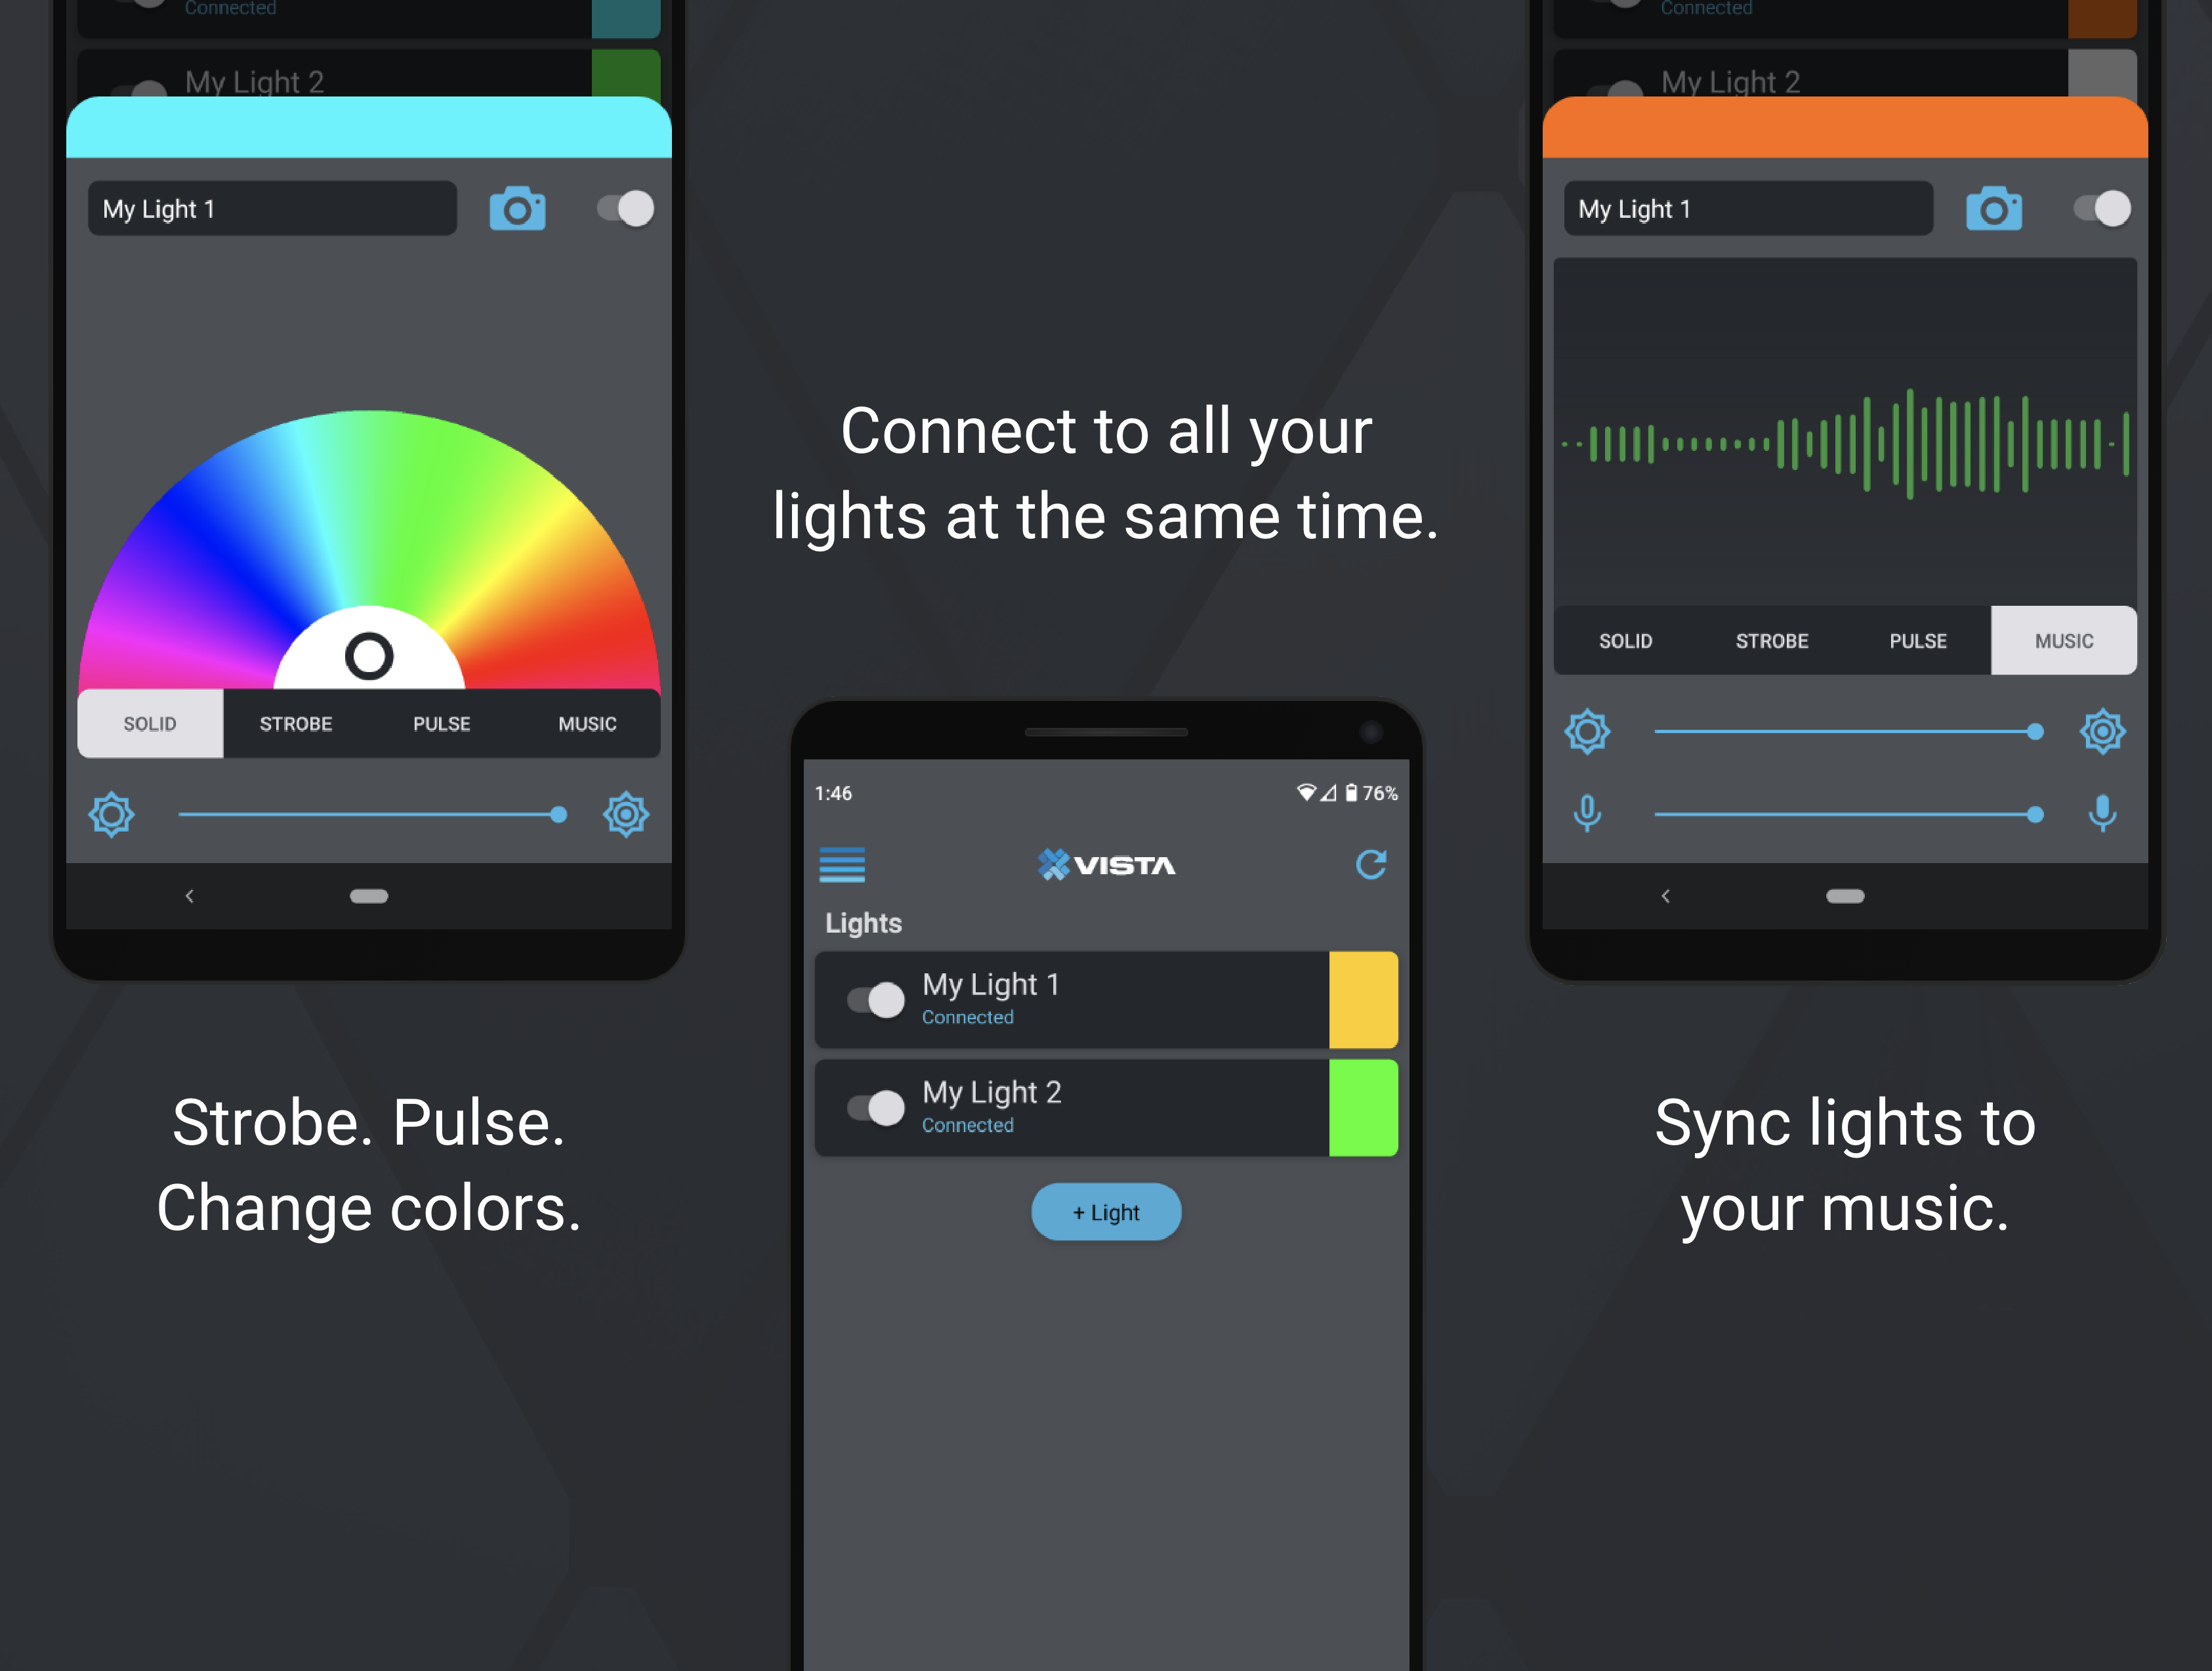 Connected
My Light 2
My Light 1
SOLID STROBE PULSE MUSIC
Strobe. Pulse.
Change colors.
Connect to all your
lights at the same time.
1:46 76%
VISTA
Lights
My Light 1
Connected
My Light 2
Connected
+ Light
Connected
My Light 2
My Light 1
SOLID STROBE PULSE MUSIC
Sync lights to
your music.